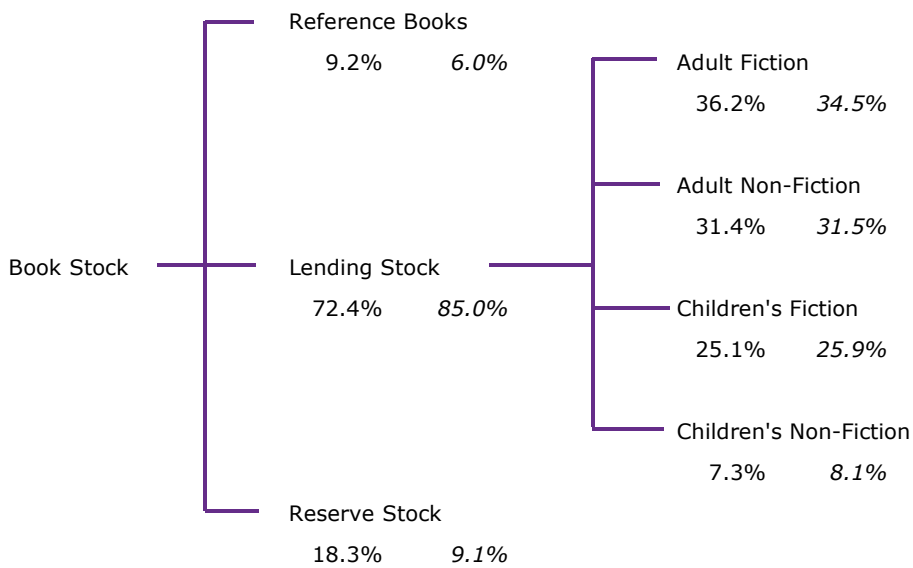 Reference Books
9.2% 6.0%
Adult Fiction
36.2% 34.5%
Adult Non-Fiction
31.4% 31.5%
Book Stock
Lending Stock
72.4% 85.0%
Children's Fiction
25.1% 25.9%
Children's Non-Fiction
7.3% 8.1%
Reserve Stock
18.3% 9.1%